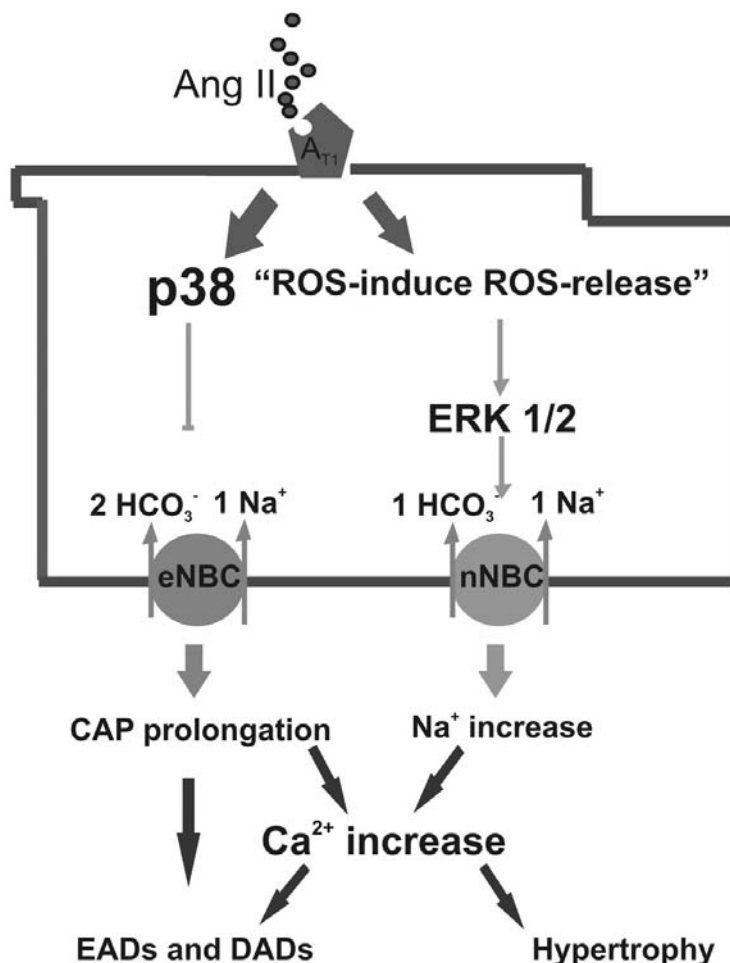 Ang II
AT1
p38 “ROS-induce ROS-release”
ERK 1/2
2 HCO₃⁻ 1 Na⁺ 1 HCO₃⁻ 1 Na⁺
eNBC nNBC
CAP prolongation Na⁺ increase
Ca²⁺ increase
EADs and DADs Hypertrophy